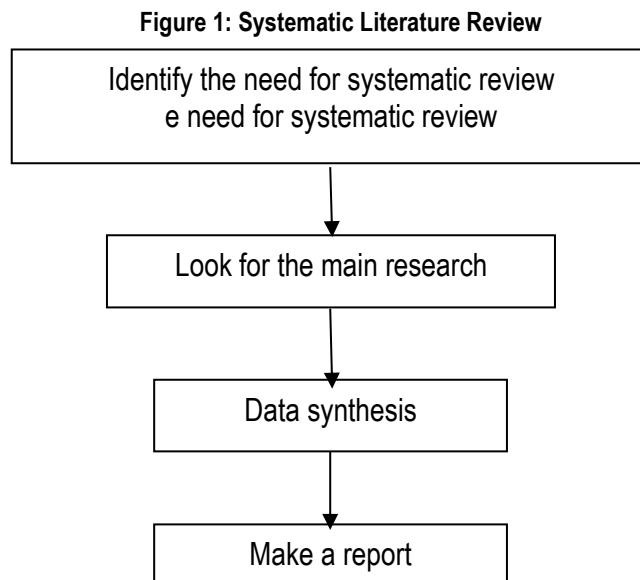 Figure 1: Systematic Literature Review
Identify the need for systematic review
e need for systematic review
Look for the main research
Data synthesis
Make a report